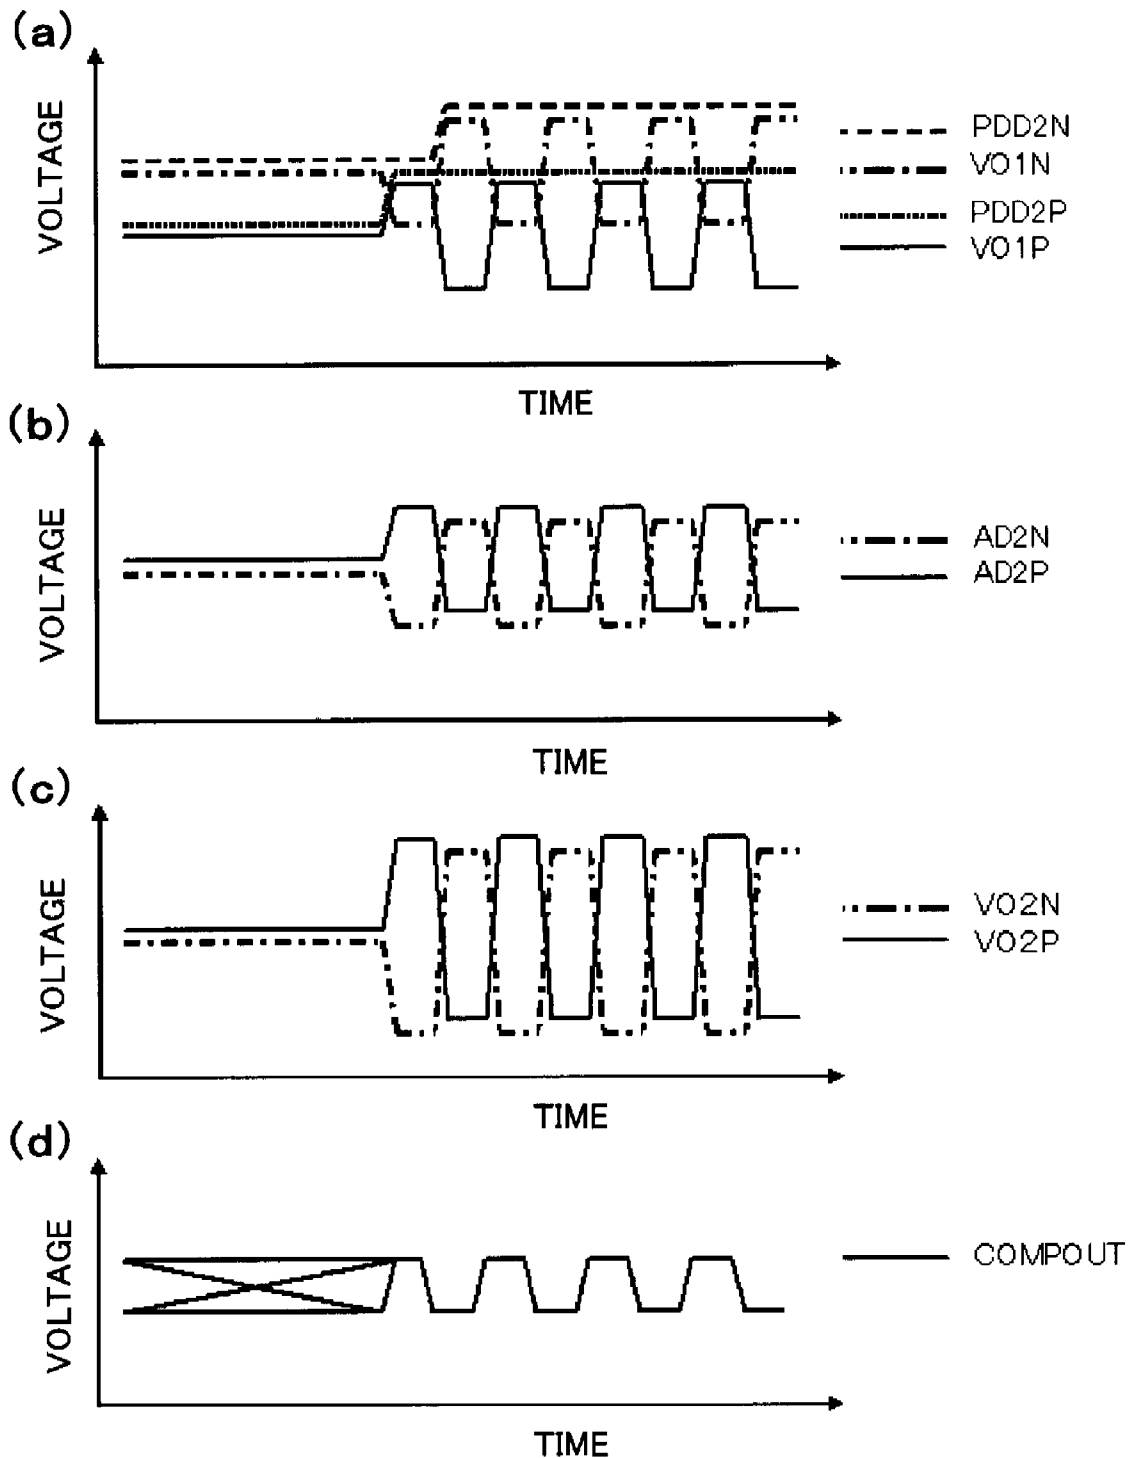 (a)
VOLTAGE
PDD2N
VO1N
PDD2P
VO1P
TIME
(b)
VOLTAGE
AD2N
AD2P
TIME
(c)
VOLTAGE
VO2N
VO2P
TIME
(d)
VOLTAGE
COMPOUT
TIME